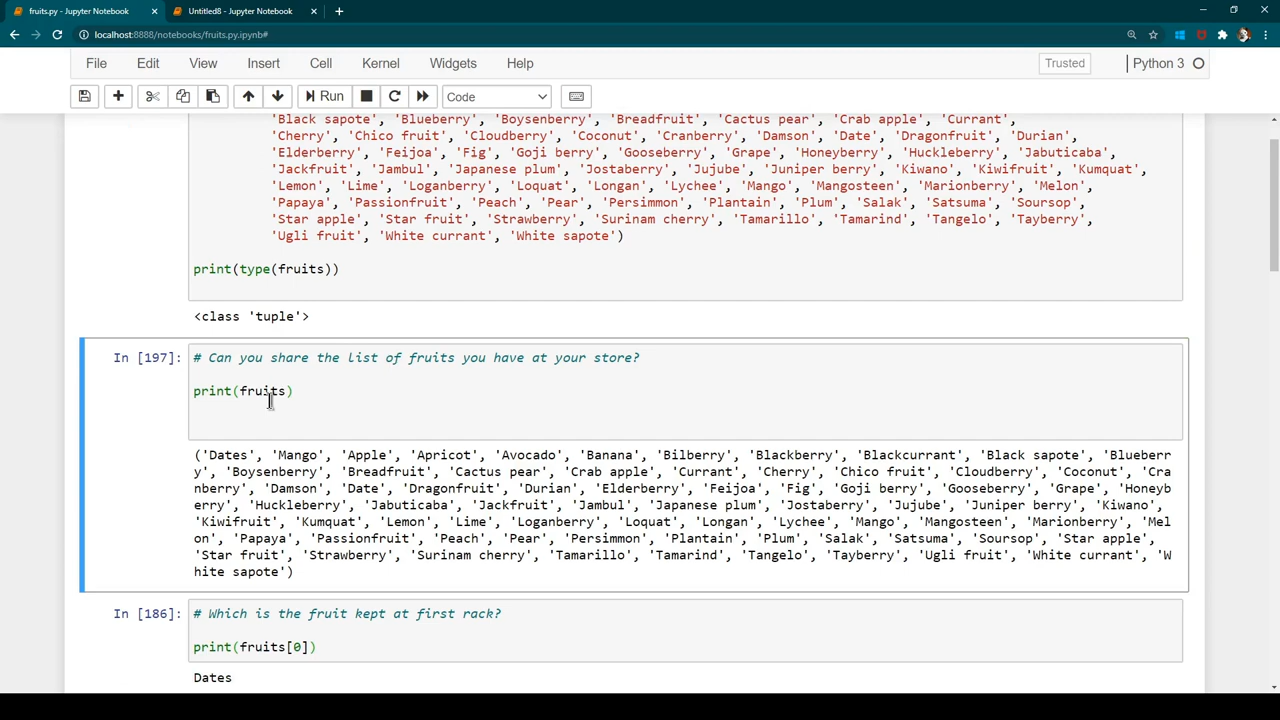 fruits.py - Jupyter Notebook
Untitled8 - Jupyter Notebook
localhost:8888/notebooks/fruits.py.ipynb#
File Edit View Insert Cell Kernel Widgets Help
Trusted
Python 3
Run
Code
'Black sapote', 'Blueberry', 'Boysenberry', 'Breadfruit', 'Cactus pear', 'Crab apple', 'Currant',
'Cherry', 'Chico fruit', 'Cloudberry', 'Coconut', 'Cranberry', 'Damson', 'Date', 'Dragonfruit', 'Durian',
'Elderberry', 'Feijoa', 'Fig', 'Goji berry', 'Gooseberry', 'Grape', 'Honeyberry', 'Huckleberry', 'Jabuticaba',
'Jackfruit', 'Jambul', 'Japanese plum', 'Jostaberry', 'Jujube', 'Juniper berry', 'Kiwano', 'Kiwifruit', 'Kumquat',
'Lemon', 'Lime', 'Loganberry', 'Loquat', 'Longan', 'Lychee', 'Mango', 'Mangosteen', 'Marionberry', 'Melon',
'Papaya', 'Passionfruit', 'Peach', 'Pear', 'Persimmon', 'Plantain', 'Plum', 'Salak', 'Satsuma', 'Soursop',
'Star apple', 'Star fruit', 'Strawberry', 'Surinam cherry', 'Tamarillo', 'Tamarind', 'Tangelo', 'Tayberry',
'Ugli fruit', 'White currant', 'White sapote')
print(type(fruits))
<class 'tuple'>
In [197]: # Can you share the list of fruits you have at your store?
print(fruits)
('Dates', 'Mango', 'Apple', 'Apricot', 'Avocado', 'Banana', 'Bilberry', 'Blackberry', 'Blackcurrant', 'Black sapote', 'Blueberr
y', 'Boysenberry', 'Breadfruit', 'Cactus pear', 'Crab apple', 'Currant', 'Cherry', 'Chico fruit', 'Cloudberry', 'Coconut', 'Cra
nberry', 'Damson', 'Date', 'Dragonfruit', 'Durian', 'Elderberry', 'Feijoa', 'Fig', 'Goji berry', 'Gooseberry', 'Grape', 'Honeyb
erry', 'Huckleberry', 'Jabuticaba', 'Jackfruit', 'Jambul', 'Japanese plum', 'Jostaberry', 'Jujube', 'Juniper berry', 'Kiwano',
'Kiwifruit', 'Kumquat', 'Lemon', 'Lime', 'Loganberry', 'Loquat', 'Longan', 'Lychee', 'Mango', 'Mangosteen', 'Marionberry', 'Mel
on', 'Papaya', 'Passionfruit', 'Peach', 'Pear', 'Persimmon', 'Plantain', 'Plum', 'Salak', 'Satsuma', 'Soursop', 'Star apple',
'Star fruit', 'Strawberry', 'Surinam cherry', 'Tamarillo', 'Tamarind', 'Tangelo', 'Tayberry', 'Ugli fruit', 'White currant', 'W
hite sapote')
In [186]: # Which is the fruit kept at first rack?
print(fruits[0])
Dates